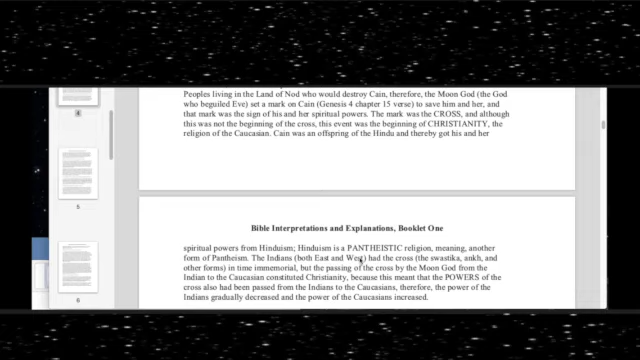 Peoples living in the Land of Nod who would destroy Cain, therefore, the Moon God (the God
who beguiled Eve) set a mark on Cain (Genesis 4 chapter 15 verse) to save him and her, and
that mark was the sign of his and her spiritual powers. The mark was the CROSS, and although
this was not the beginning of the cross, this event was the beginning of CHRISTIANITY, the
religion of the Caucasian. Cain was an offspring of the Hindu and thereby got his and her
Bible Interpretations and Explanations, Booklet One
spiritual powers from Hinduism; Hinduism is a PANTHEISTIC religion, meaning, another
form of Pantheism. The Indians (both East and West) had the cross (the swastika, ankh, and
other forms) in time immemorial, but the passing of the cross by the Moon God from the
Indian to the Caucasian constituted Christianity, because this meant that the POWERS of the
cross also had been passed from the Indians to the Caucasians, therefore, the power of the
Indians gradually decreased and the power of the Caucasians increased.
4
5
6